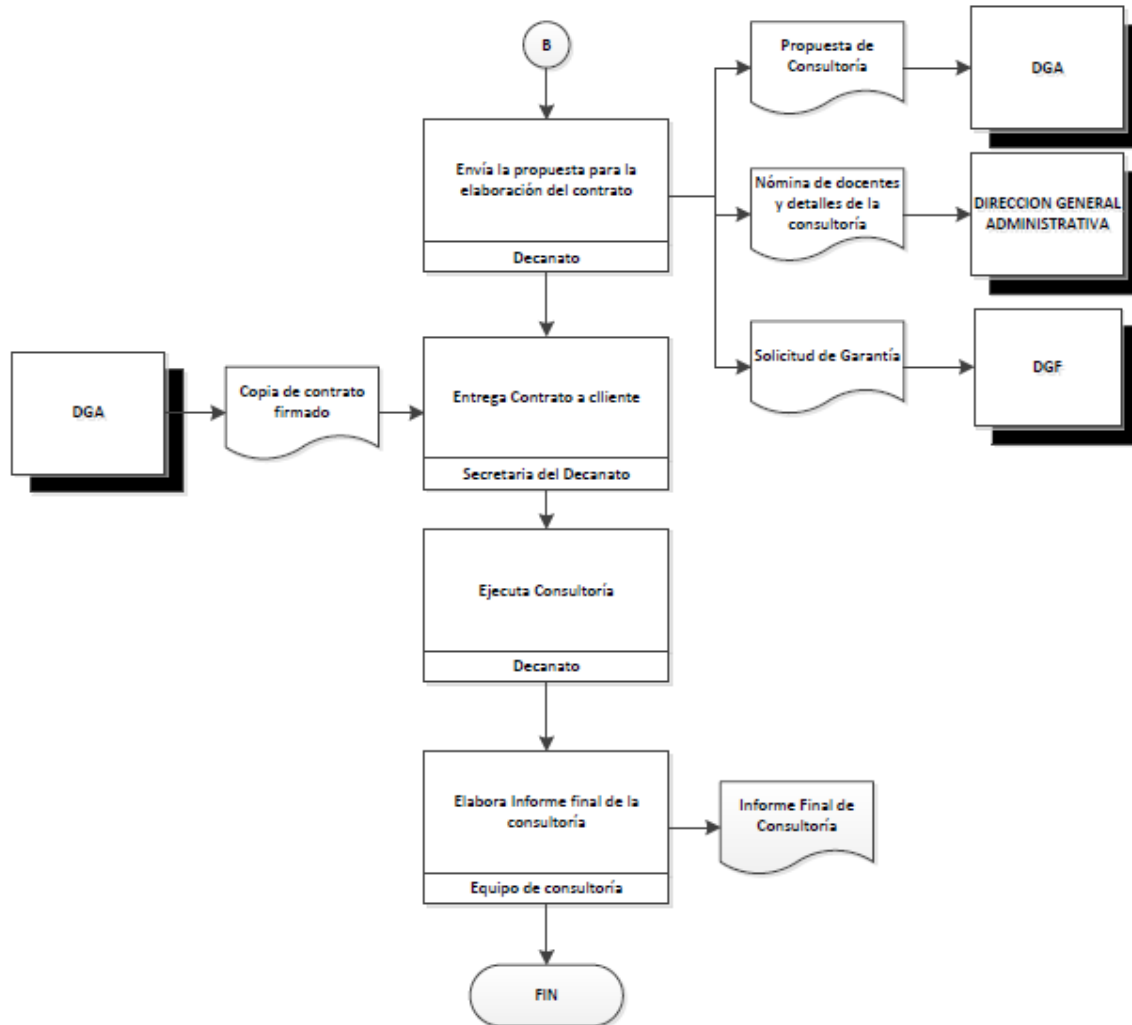 B
Propuesta de
Consultoría
DGA
Envía la propuesta para la
elaboración del contrato
Decanato
Nómina de docentes
y detalles de la
consultoría
DIRECCION GENERAL
ADMINISTRATIVA
Solicitud de Garantía
DGF
DGA
Copia de contrato
firmado
Entrega Contrato a clliente
Secretaria del Decanato
Ejecuta Consultoría
Decanato
Elabora Informe final de la
consultoría
Equipo de consultoría
Informe Final de
Consultoría
FIN